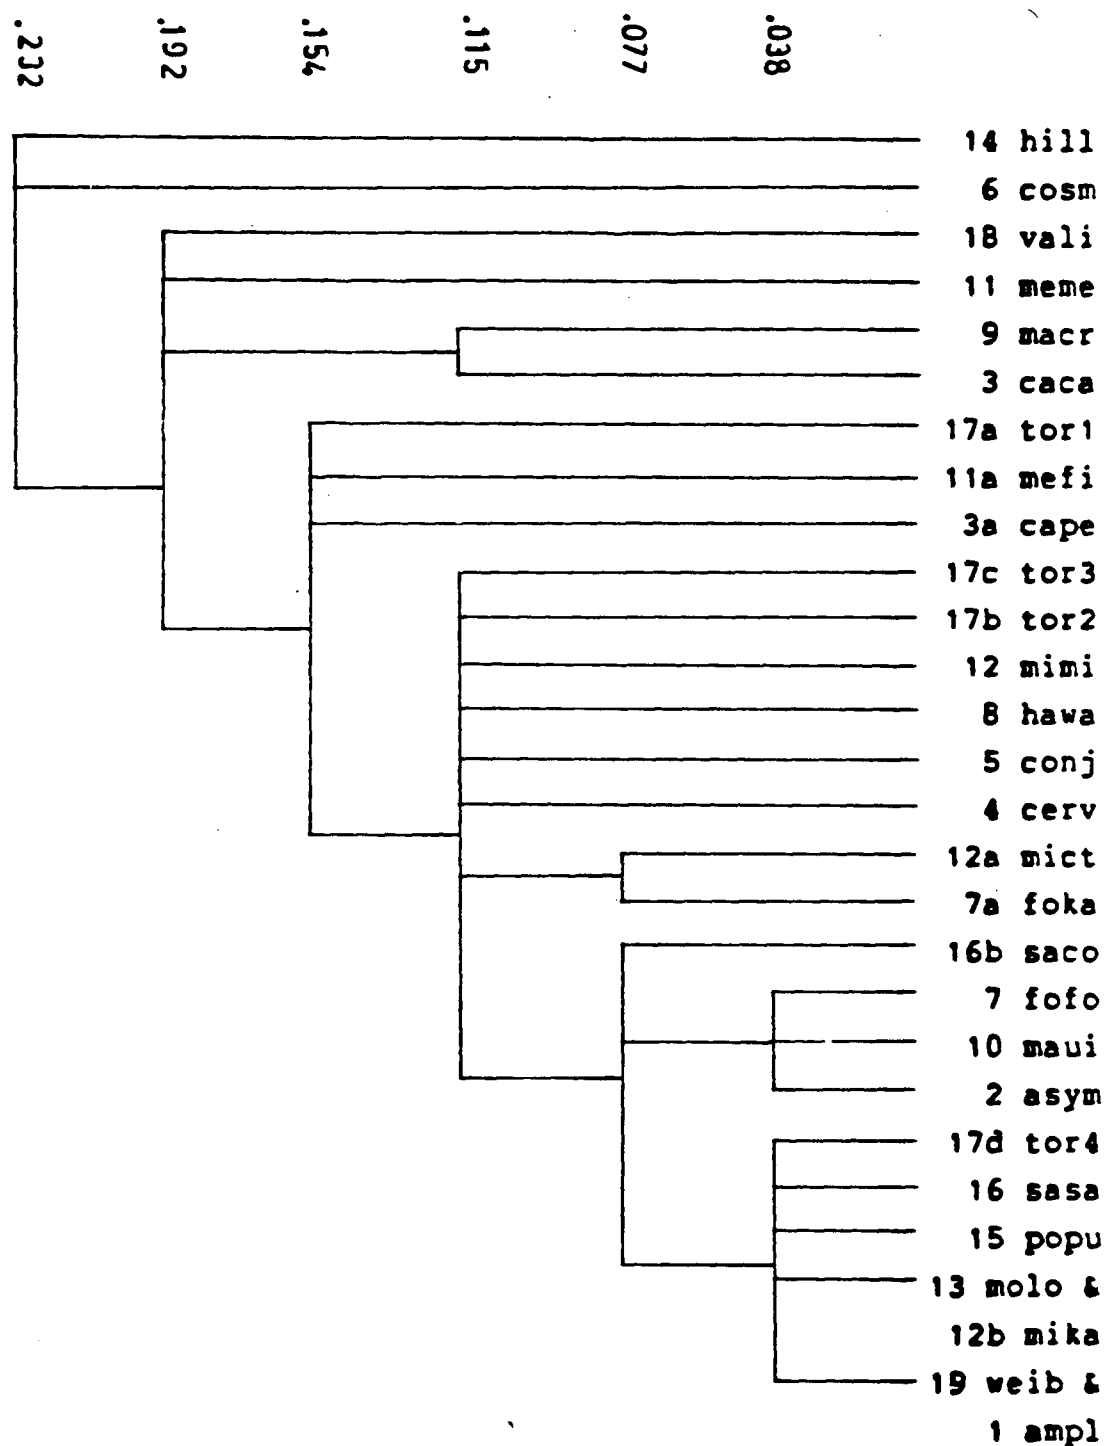 .232
.192
.154
.115
.077
.038
14 hill
6 cosm
18 vali
11 meme
9 macr
3 caca
17a tor1
11a mefi
3a cape
17c tor3
17b tor2
12 mimi
8 hawa
5 conj
4 cerv
12a mict
7a foka
16b saco
7 fofo
10 maui
2 asym
17d tor4
16 sasa
15 popu
13 molo &
12b mika
19 weib &
1 ampl